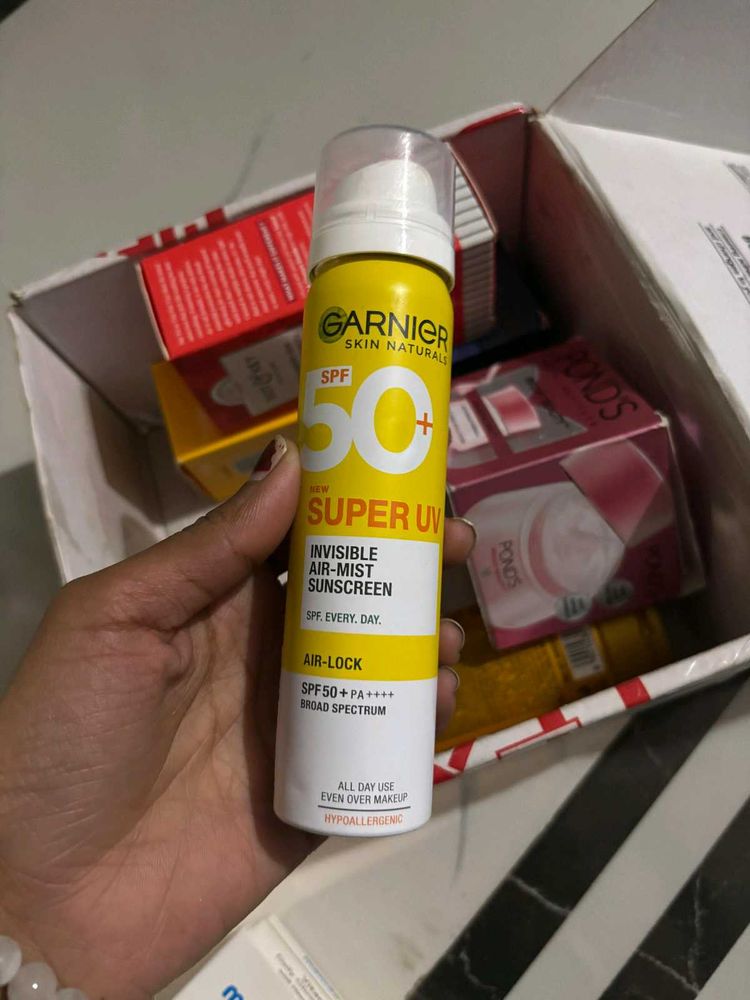 GARNIER
SKIN NATURALS
SPF
50+
NEW
SUPER UV
INVISIBLE
AIR-MIST
SUNSCREEN
SPF. EVERY. DAY.
AIR-LOCK
SPF50+ PA++++
BROAD SPECTRUM
ALL DAY USE
EVEN OVER MAKEUP
HYPOALLERGENIC
POND'S
POND'S